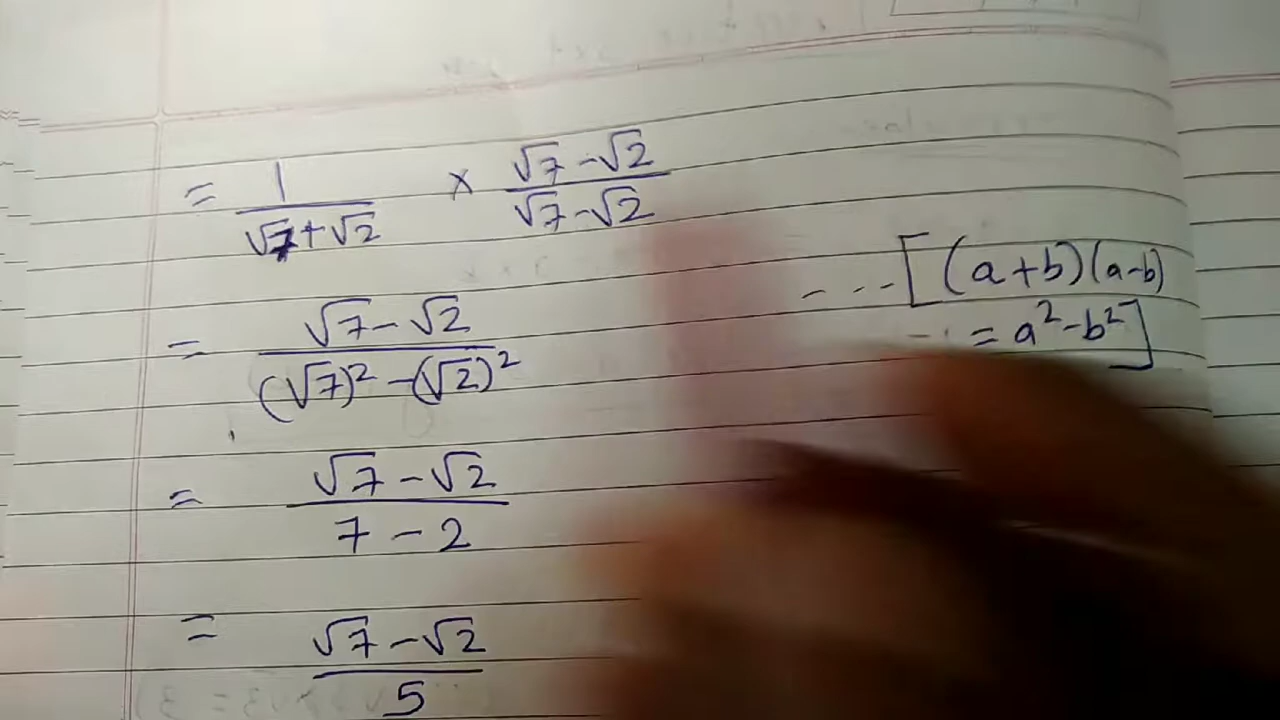 = 1/(√7+√2) × (√7-√2)/(√7-√2)
--- [(a+b)(a-b)
= a²-b²]
= (√7-√2)/((√7)²-(√2)²)
= (√7-√2)/(7-2)
= (√7-√2)/5